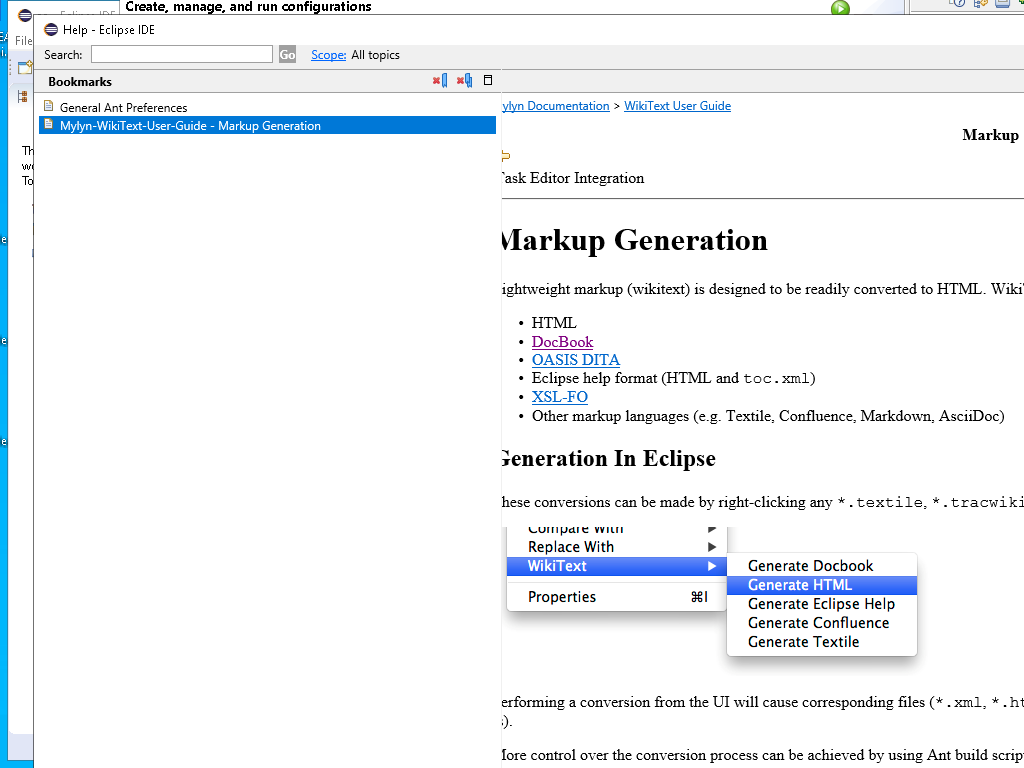 Create, manage, and run configurations
Help - Eclipse IDE
File
Search:
Go
Scope:
All topics
Bookmarks
General Ant Preferences
Mylyn-WikiText-User-Guide - Markup Generation
ylyn Documentation > WikiText User Guide
Markup
ask Editor Integration
Markup Generation
ightweight markup (wikitext) is designed to be readily converted to HTML. Wiki
• HTML
• DocBook
• OASIS DITA
• Eclipse help format (HTML and toc.xml)
• XSL-FO
• Other markup languages (e.g. Textile, Confluence, Markdown, AsciiDoc)
Generation In Eclipse
hese conversions can be made by right-clicking any *.textile, *.tracwiki
Compare With
Replace With
WikiText
Properties ⌘I
Generate Docbook
Generate HTML
Generate Eclipse Help
Generate Confluence
Generate Textile
erforming a conversion from the UI will cause corresponding files (*.xml, *.ht
s).
More control over the conversion process can be achieved by using Ant build scrip